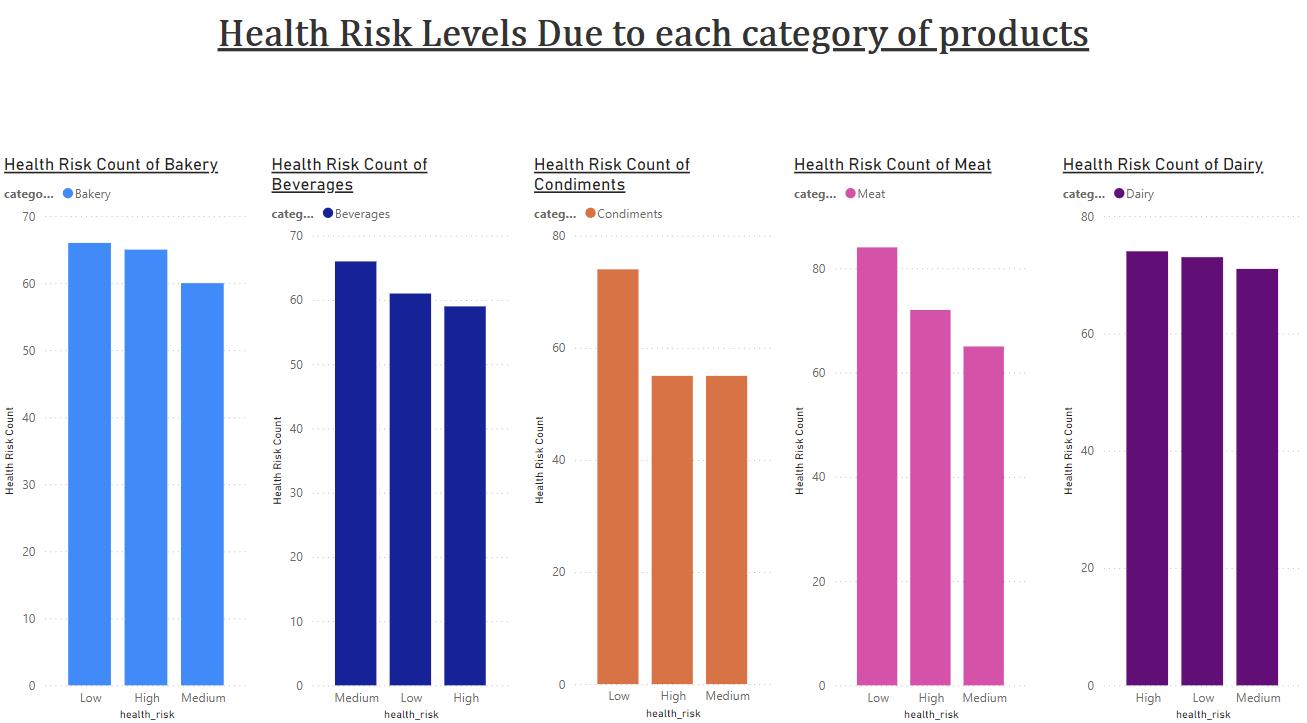 Health Risk Levels Due to each category of products
Health Risk Count of Bakery
catego... Bakery
70
60
50
40
30
20
10
0
Health Risk Count
Low High Medium
health_risk
Health Risk Count of
Beverages
categ... Beverages
70
60
50
40
30
20
10
0
Health Risk Count
Medium Low High
health_risk
Health Risk Count of
Condiments
categ... Condiments
80
60
40
20
0
Health Risk Count
Low High Medium
health_risk
Health Risk Count of Meat
categ... Meat
80
60
40
20
0
Health Risk Count
Low High Medium
health_risk
Health Risk Count of Dairy
categ... Dairy
80
60
40
20
0
Health Risk Count
High Low Medium
health_risk